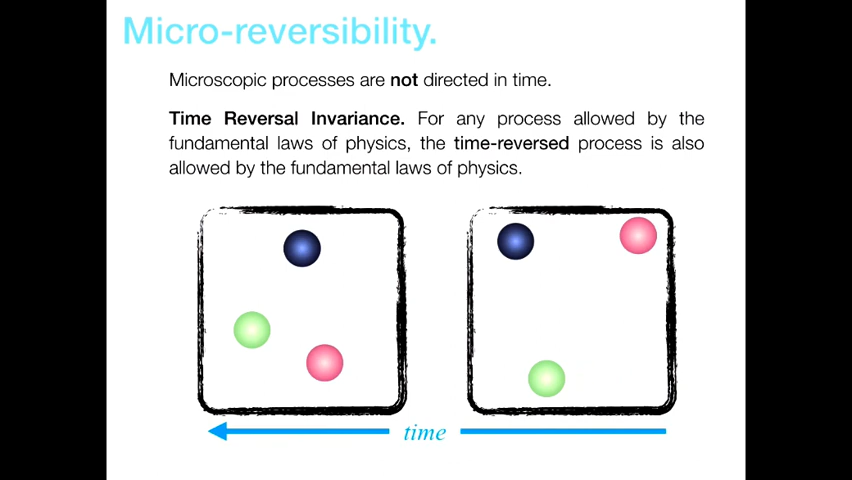 Micro-reversibility.
Microscopic processes are not directed in time.
Time Reversal Invariance. For any process allowed by the
fundamental laws of physics, the time-reversed process is also
allowed by the fundamental laws of physics.
time